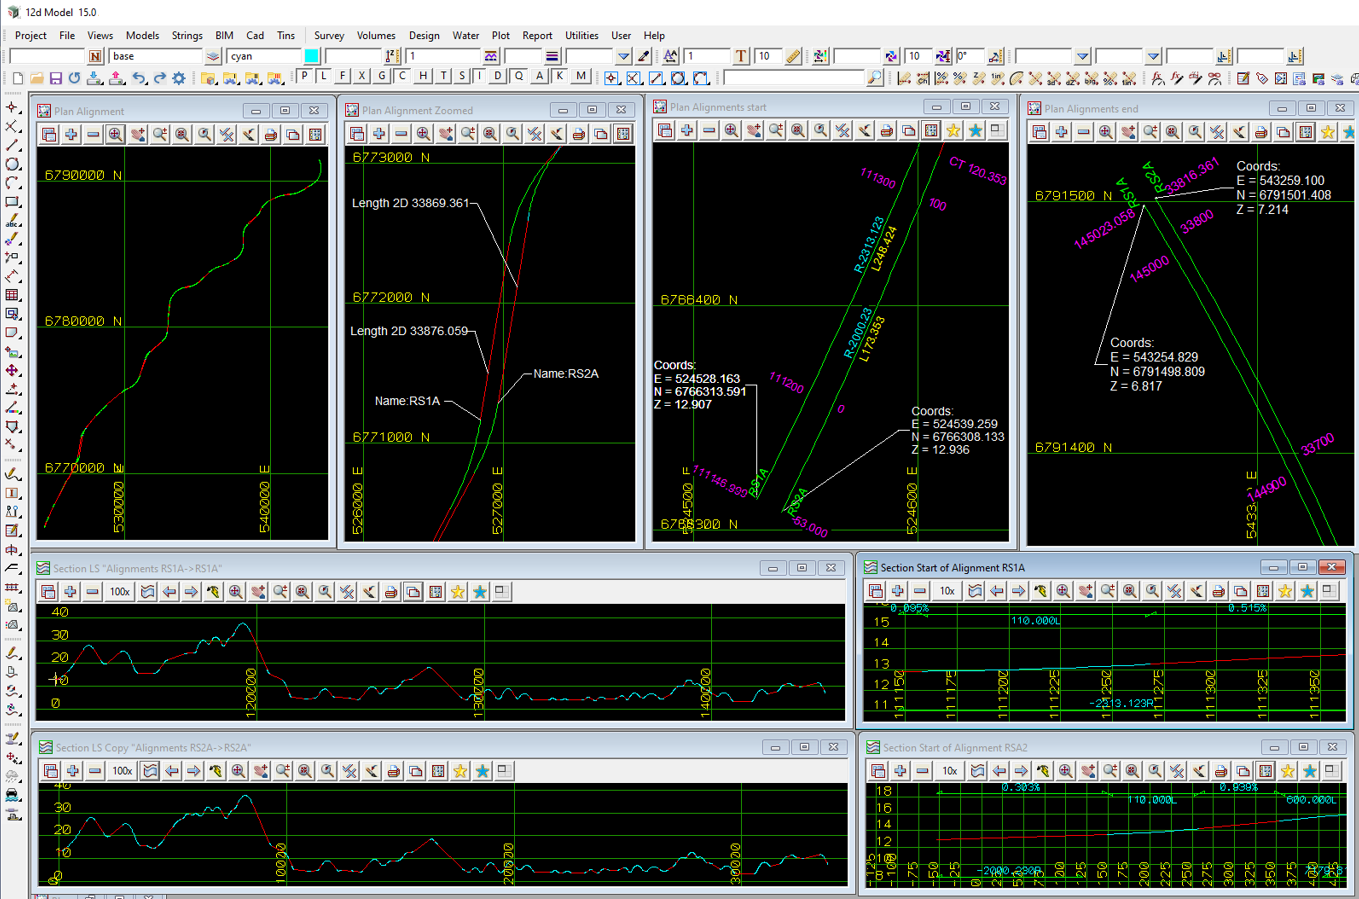 12d Model 15.0
Project File Views Models Strings BIM Cad Tins Survey Volumes Design Water Plot Report Utilities User Help
N base cyan 1 1 T 10 10 0°
P L F X G C H T S I D Q A K M
Plan Alignment
6790000 N
6780000 N
6770000 N
530000 E
540000 E
Plan Alignment Zoomed
6773000 N
Length 2D 33869.361
6772000 N
Length 2D 33876.059
Name:RS2A
Name:RS1A
6771000 N
526000 E
527000 E
Plan Alignments start
CT 120.353
111300
100
R-2313.123
L248.424
6766400 N
R-2000.23
L173.353
Coords:
E = 524528.163
N = 6766313.591
Z = 12.907
111200
0
Coords:
E = 524539.259
N = 6766308.133
Z = 12.936
RS1A
RS2A
-53.000
6766300 N
524500 E
524600 E
Plan Alignments end
RS1A
RS2A
33816.361
Coords:
E = 543259.100
N = 6791501.408
Z = 7.214
6791500 N
145023.058
33800
145000
Coords:
E = 543254.829
N = 6791498.809
Z = 6.817
6791400 N
33700
144900
Section LS "Alignments RS1A->RS1A"
100x
40
30
20
10
0
120000
130000
140000
Section Start of Alignment RS1A
10x
0.095%
0.515%
110.000L
15
14
13
12
11
111150
111175
111200
111225
111250
111275
111300
111325
111350
-2313.123R
Section LS Copy "Alignments RS2A->RS2A"
100x
40
30
20
10
0
10000
20000
30000
Section Start of Alignment RSA2
10x
0.303%
0.939%
110.000L
600.000L
18
16
14
12
10
-125
-100
-75
-50
-25
0
25
50
75
100
125
150
175
200
225
250
275
300
325
350
375